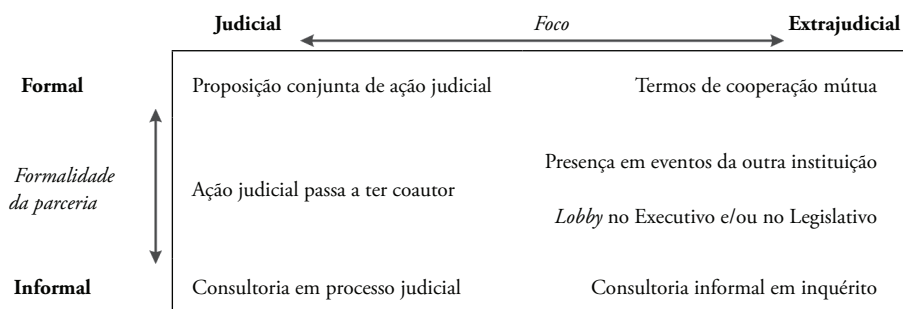 Judicial Foco Extrajudicial
Formal Proposição conjunta de ação judicial Termos de cooperação mútua
Presença em eventos da outra instituição
Formalidade
da parceria Ação judicial passa a ter coautor
Lobby no Executivo e/ou no Legislativo
Informal Consultoria em processo judicial Consultoria informal em inquérito